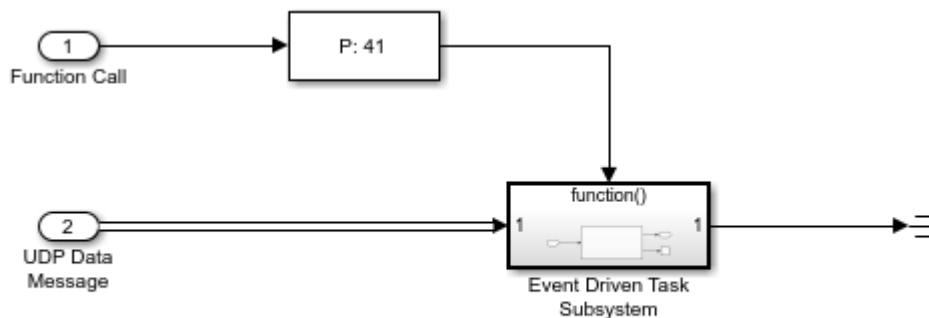 1
Function Call
P: 41
function()
1
1
2
UDP Data
Message
Event Driven Task
Subsystem